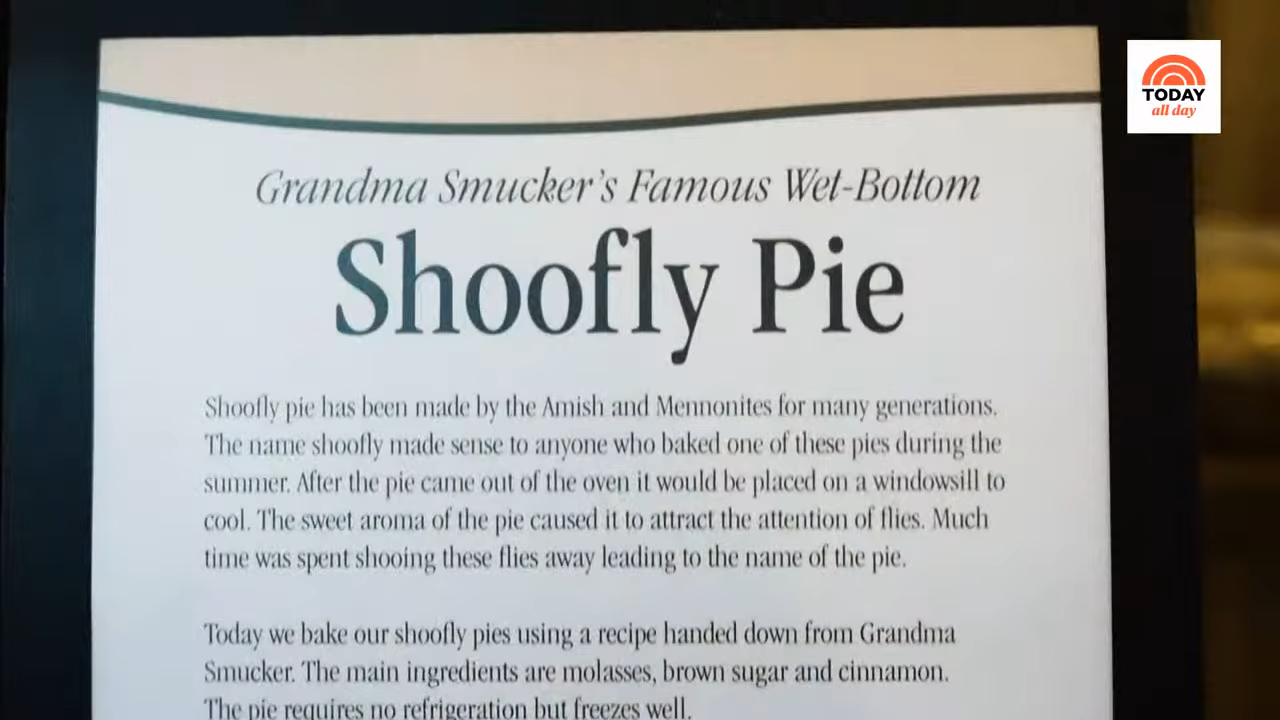 TODAY
all day
Grandma Smucker's Famous Wet-Bottom
Shoofly Pie
Shoofly pie has been made by the Amish and Mennonites for many generations.
The name shoofly made sense to anyone who baked one of these pies during the
summer. After the pie came out of the oven it would be placed on a windowsill to
cool. The sweet aroma of the pie caused it to attract the attention of flies. Much
time was spent shooing these flies away leading to the name of the pie.
Today we bake our shoofly pies using a recipe handed down from Grandma
Smucker. The main ingredients are molasses, brown sugar and cinnamon.
The pie requires no refrigeration but freezes well.